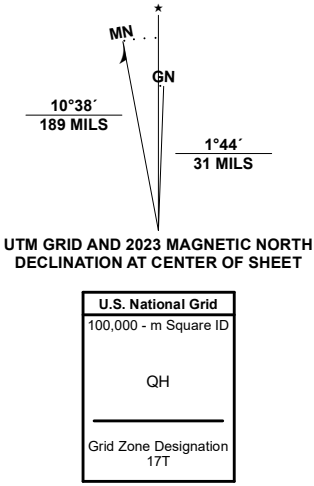 ★
MN
GN
10°38´
189 MILS
1°44´
31 MILS
UTM GRID AND 2023 MAGNETIC NORTH
DECLINATION AT CENTER OF SHEET
U.S. National Grid
100,000 - m Square ID
QH
Grid Zone Designation
17T